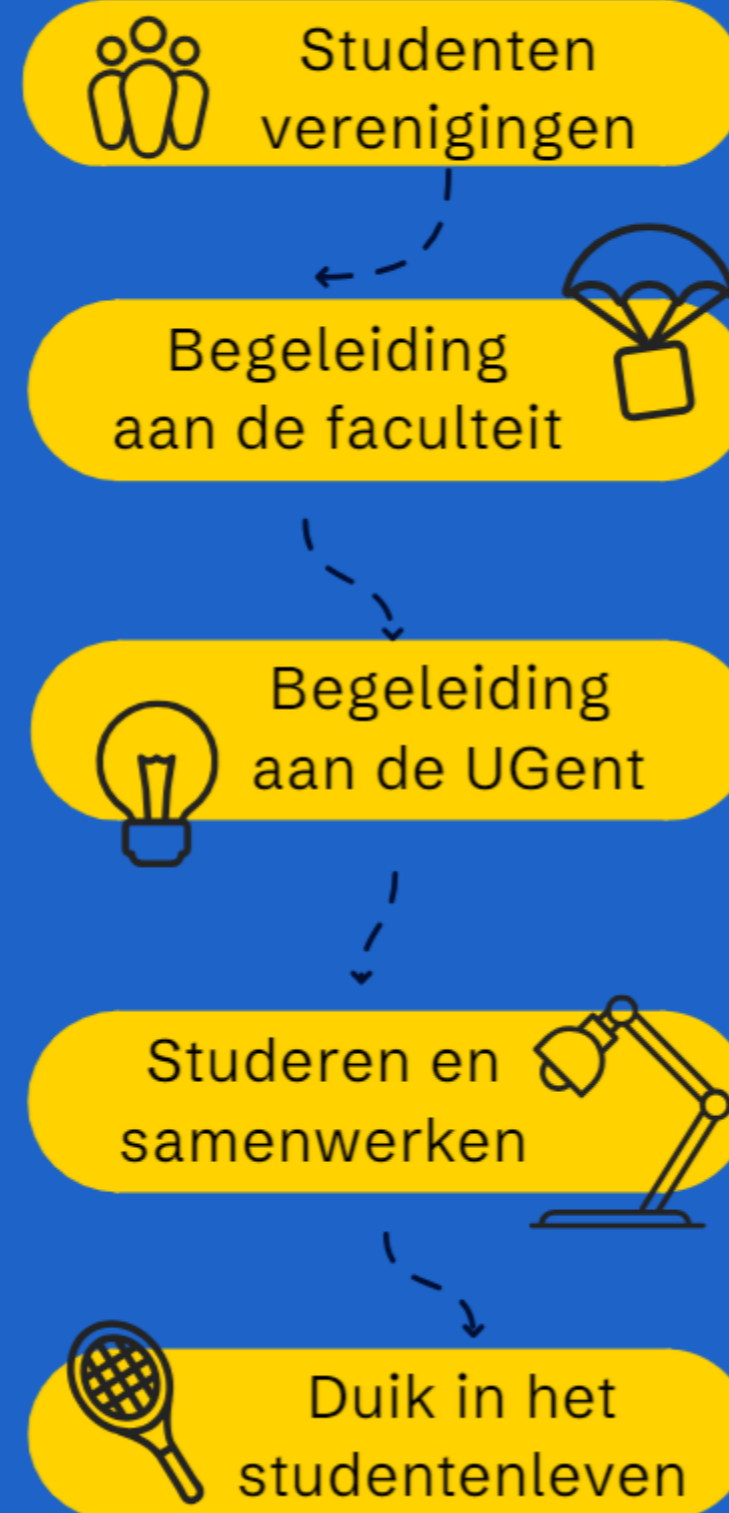 Studenten
verenigingen
Begeleiding
aan de faculteit
Begeleiding
aan de UGent
Studeren en
samenwerken
Duik in het
studentenleven